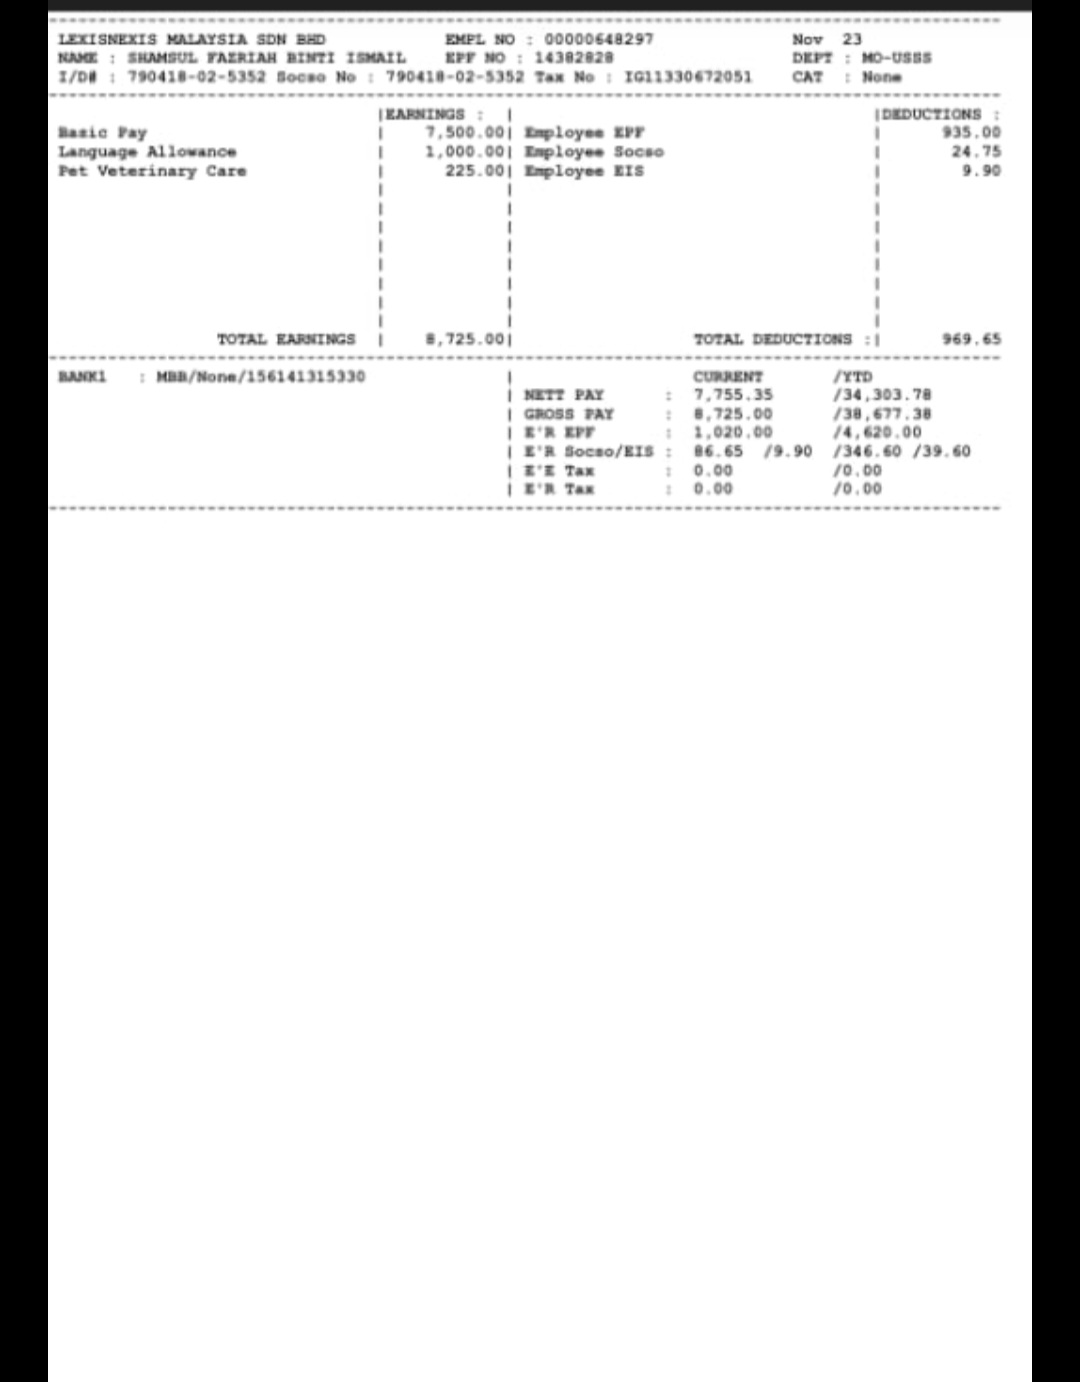 LEXISNEXIS MALAYSIA SDN BHD EMPL NO : 00000648297 Nov 23
NAME : SHAMSUL FAERIAH BINTI ISMAIL EPF NO : 14382828 DEPT : MO-USSS
I/D# : 790418-02-5352 Socso No : 790418-02-5352 Tax No : IG11330672051 CAT : None
|EARNINGS : | |DEDUCTIONS :
Basic Pay | 7,500.00| Employee EPF | 935.00
Language Allowance | 1,000.00| Employee Socso | 24.75
Pet Veterinary Care | 225.00| Employee EIS | 9.90
TOTAL EARNINGS | 8,725.00| TOTAL DEDUCTIONS :| 969.65
BANK1 : MBB/None/156141315330 | CURRENT /YTD
| NETT PAY : 7,755.35 /34,303.78
| GROSS PAY : 8,725.00 /38,677.38
| E'R EPF : 1,020.00 /4,620.00
| E'R Socso/EIS : 86.65 /9.90 /346.60 /39.60
| E'E Tax : 0.00 /0.00
| E'R Tax : 0.00 /0.00